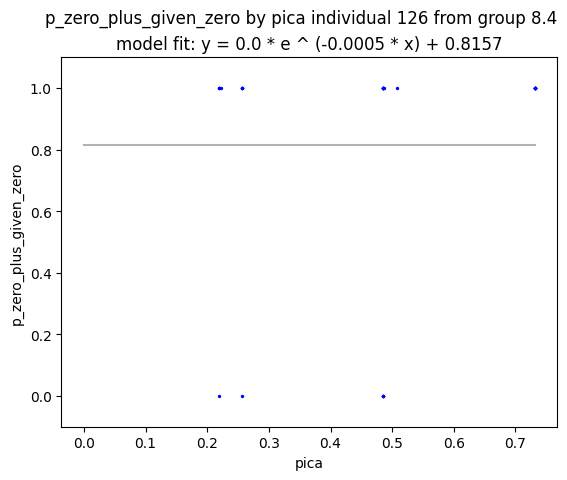 p_zero_plus_given_zero by pica individual 126 from group 8.4
model fit: y = 0.0 * e ^ (-0.0005 * x) + 0.8157
1.0
0.8
0.6
0.4
0.2
0.0
p_zero_plus_given_zero
0.0 0.1 0.2 0.3 0.4 0.5 0.6 0.7
pica